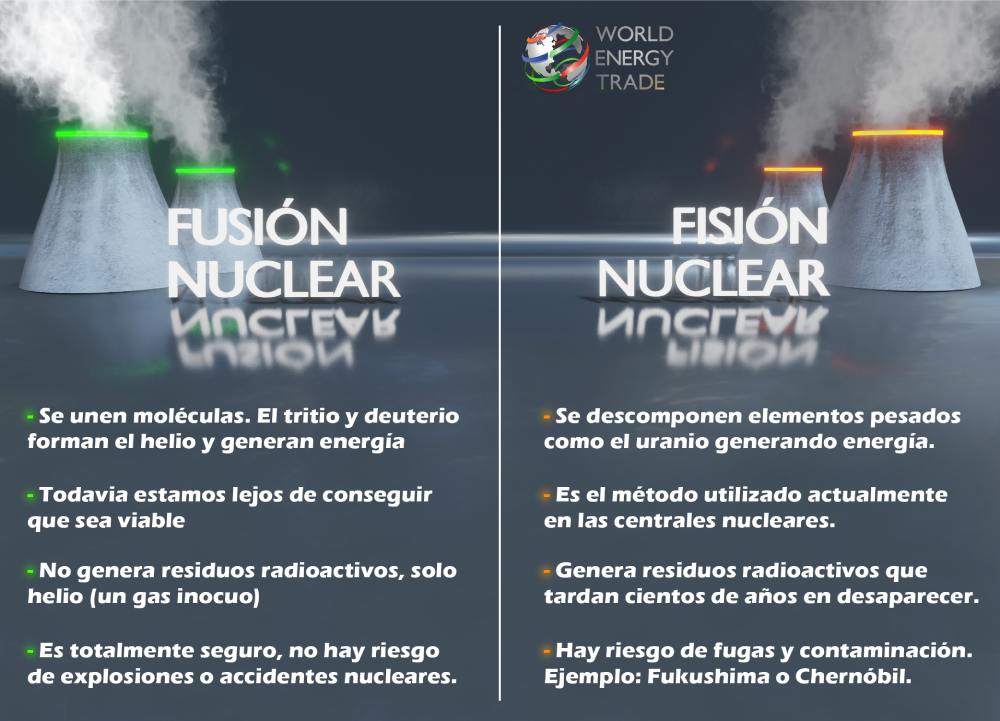 WORLD
ENERGY
TRADE
FUSIÓN
NUCLEAR
- Se unen moléculas. El tritio y deuterio
forman el helio y generan energía
- Todavia estamos lejos de conseguir
que sea viable
- No genera residuos radioactivos, solo
helio (un gas inocuo)
- Es totalmente seguro, no hay riesgo
de explosiones o accidentes nucleares.
FISIÓN
NUCLEAR
- Se descomponen elementos pesados
como el uranio generando energía.
- Es el método utilizado actualmente
en las centrales nucleares.
- Genera residuos radioactivos que
tardan cientos de años en desaparecer.
- Hay riesgo de fugas y contaminación.
Ejemplo: Fukushima o Chernóbil.